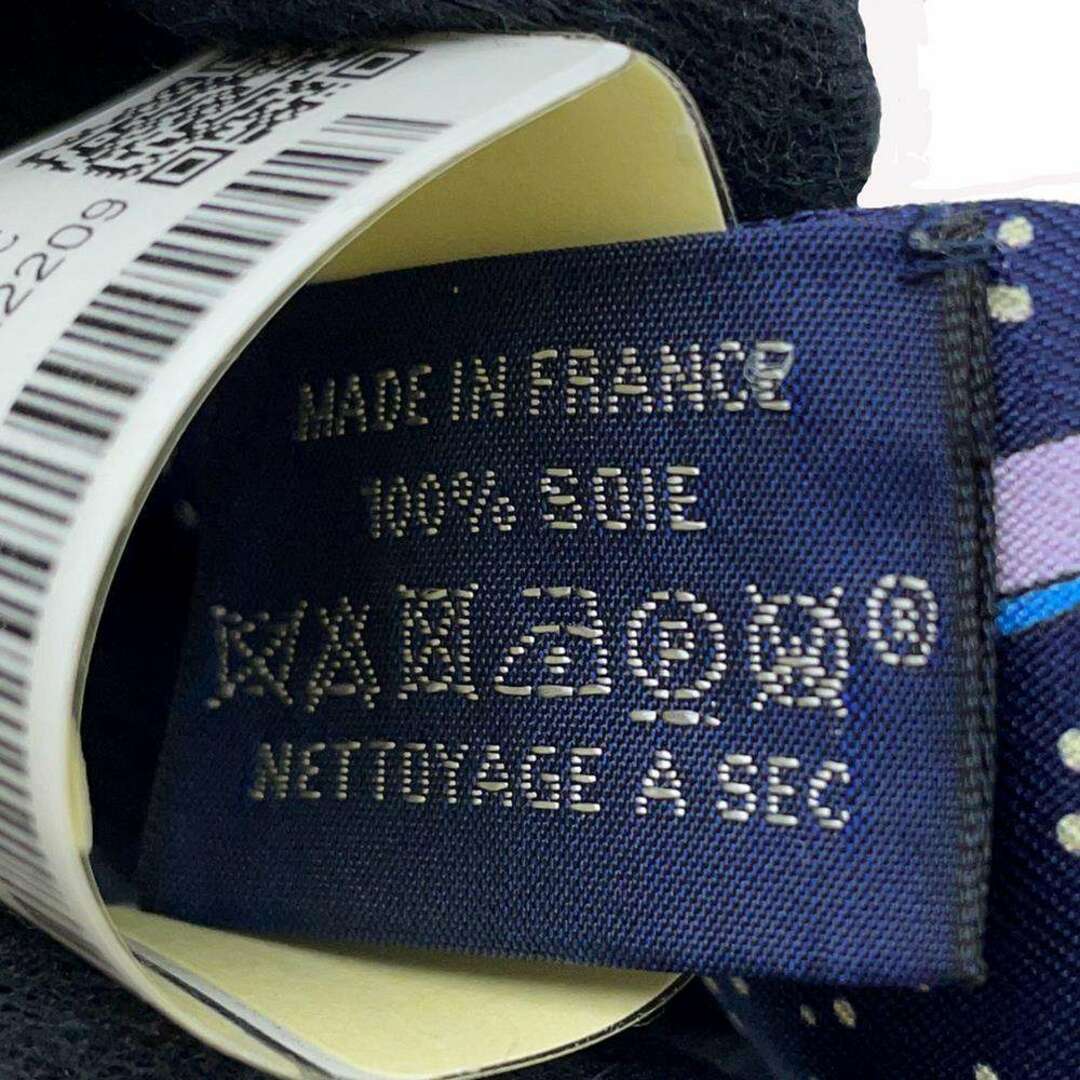 2209
MADE IN FRANCE
100% SOIE
®
NETTOYAGE A SEC